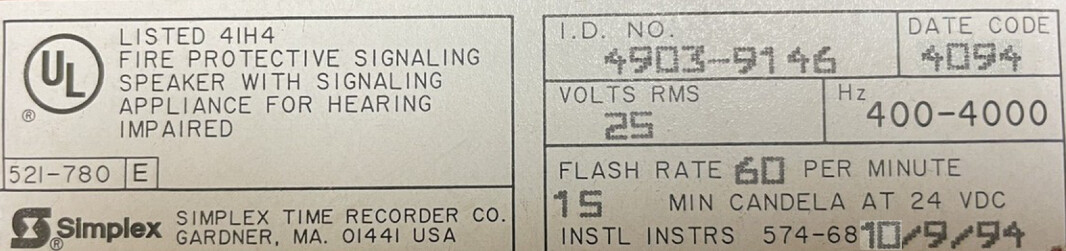 UL
®
LISTED 41H4
FIRE PROTECTIVE SIGNALING
SPEAKER WITH SIGNALING
APPLIANCE FOR HEARING
IMPAIRED
521-780 E
Simplex®
SIMPLEX TIME RECORDER CO.
GARDNER, MA. 01441 USA
I.D. NO.
4903-9146
DATE CODE
4094
VOLTS RMS
25
Hz 400-4000
FLASH RATE 60 PER MINUTE
15 MIN CANDELA AT 24 VDC
INSTL INSTRS 574-68
10/9/94